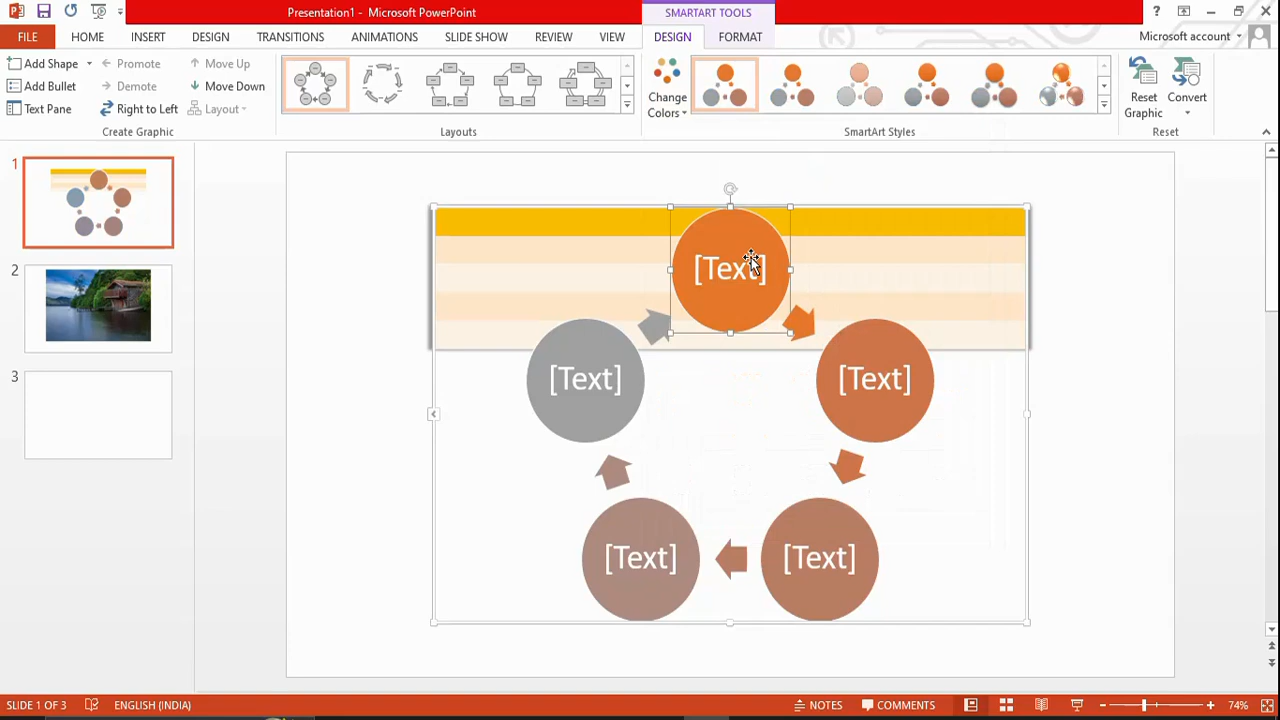 Presentation1 - Microsoft PowerPoint
SMARTART TOOLS
?
FILE
HOME
INSERT
DESIGN
TRANSITIONS
ANIMATIONS
SLIDE SHOW
REVIEW
VIEW
DESIGN
FORMAT
Microsoft account
Add Shape
Promote
Move Up
Add Bullet
Demote
Move Down
Text Pane
Right to Left
Layout
Create Graphic
Layouts
Change
Colors
SmartArt Styles
Reset
Graphic
Convert
Reset
1
2
3
[Text]
[Text]
[Text]
[Text]
[Text]
SLIDE 1 OF 3
ENGLISH (INDIA)
NOTES
COMMENTS
74%